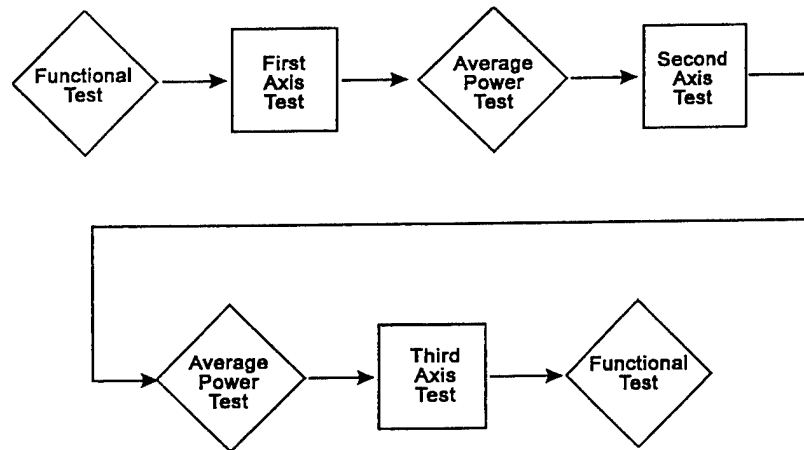 Functional
Test
First
Axis
Test
Average
Power
Test
Second
Axis
Test
Average
Power
Test
Third
Axis
Test
Functional
Test